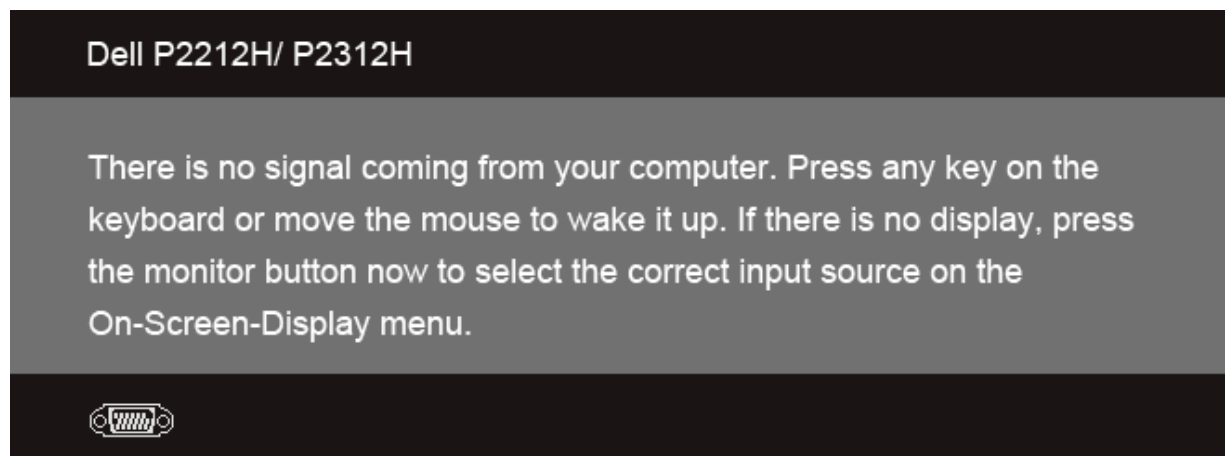 Dell P2212H/ P2312H
There is no signal coming from your computer. Press any key on the
keyboard or move the mouse to wake it up. If there is no display, press
the monitor button now to select the correct input source on the
On-Screen-Display menu.